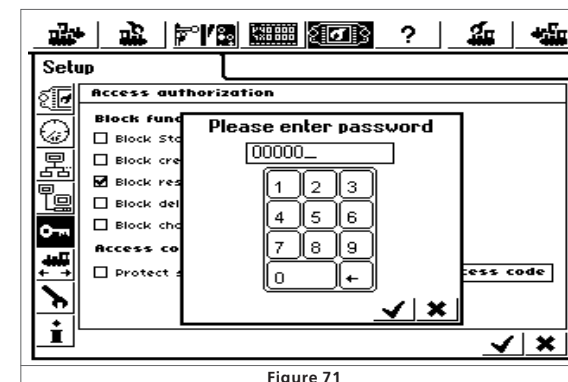 ?
Setup
Access authorization
Block func
Please enter password
Block Sto
00000_
Block cre
Block res
Block del
Block cho
1 2 3
4 5 6
7 8 9
0 ←
Access co
Protect s
cess code
Figure 71